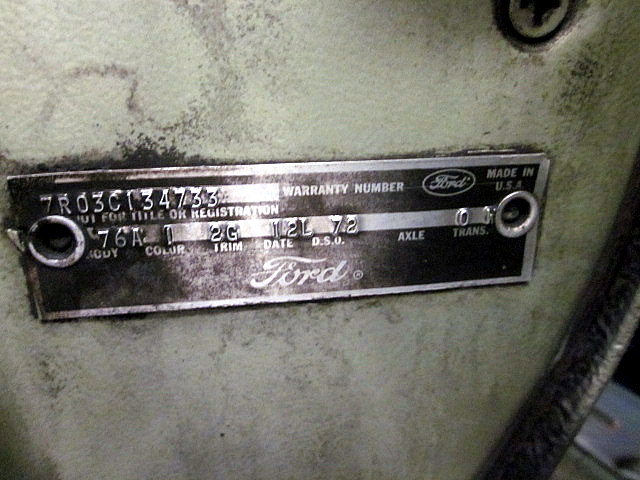 7R03C134733 WARRANTY NUMBER Ford MADE IN U.S.A.
NOT FOR TITLE OR REGISTRATION
76A 1 2G 12L 72
BODY COLOR TRIM DATE D.S.O. AXLE TRANS.
Ford ®